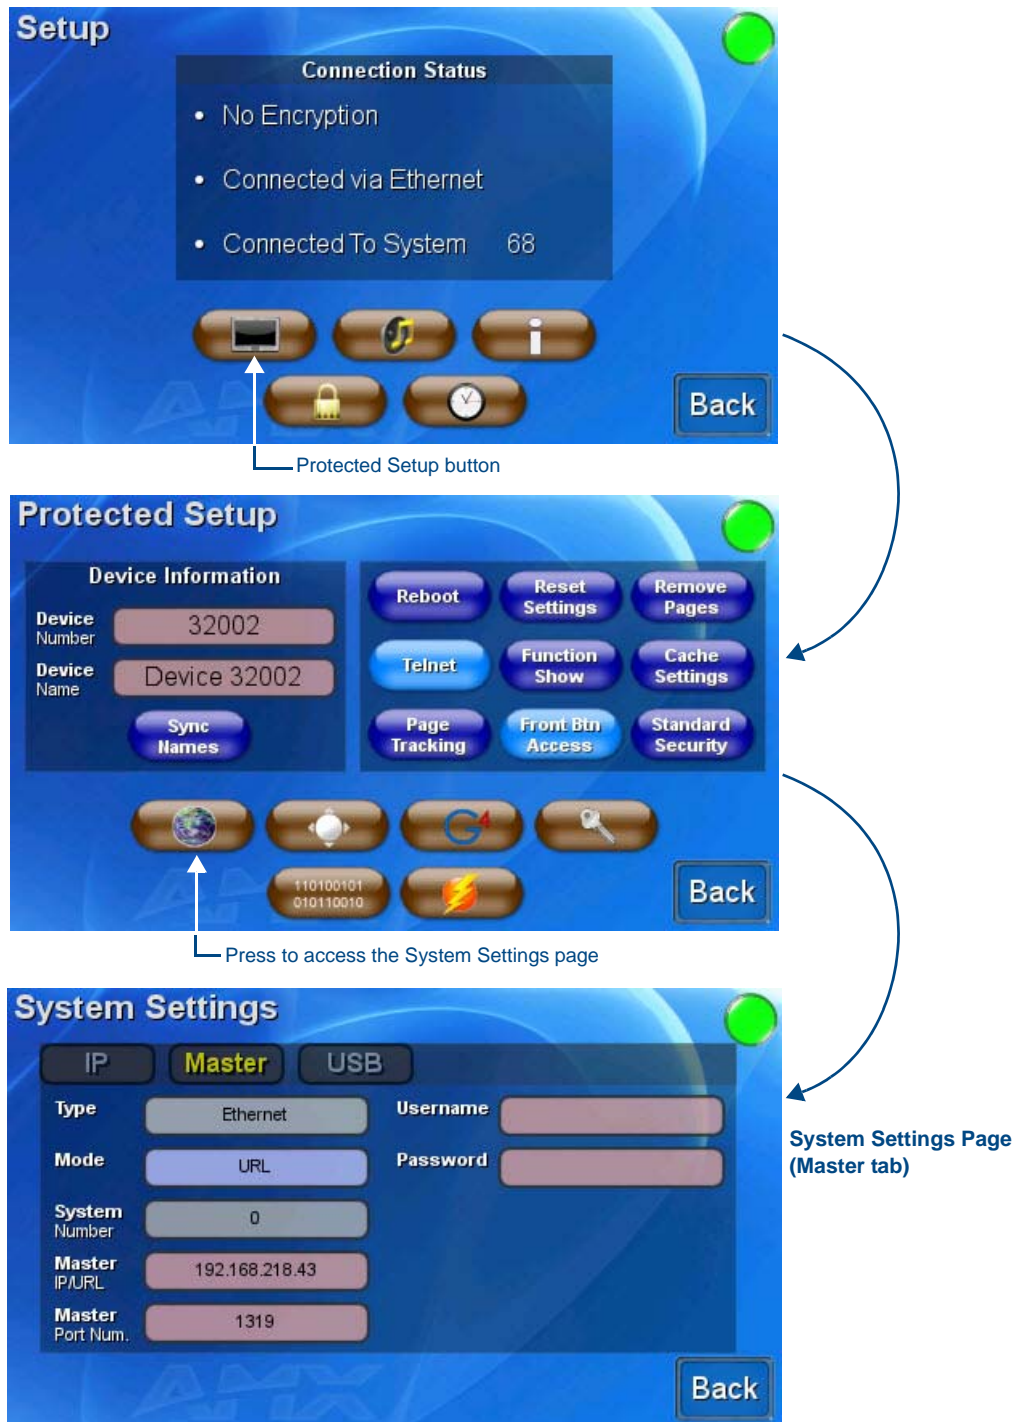 Setup
Connection Status
• No Encryption
• Connected via Ethernet
• Connected To System 68
AMX
Back
Protected Setup button
Protected Setup
Device Information
Device
Number
32002
Device
Name
Device 32002
Sync
Names
Reboot
Reset
Settings
Remove
Pages
Telnet
Function
Show
Cache
Settings
Page
Tracking
Front Btn
Access
Standard
Security
G4
110100101
010110010
AMX
Back
Press to access the System Settings page
System Settings
IP
Master
USB
Type
Ethernet
Username
Mode
URL
Password
System
Number
0
Master
IP/URL
192.168.218.43
Master
Port Num.
1319
AMX
Back
System Settings Page
(Master tab)